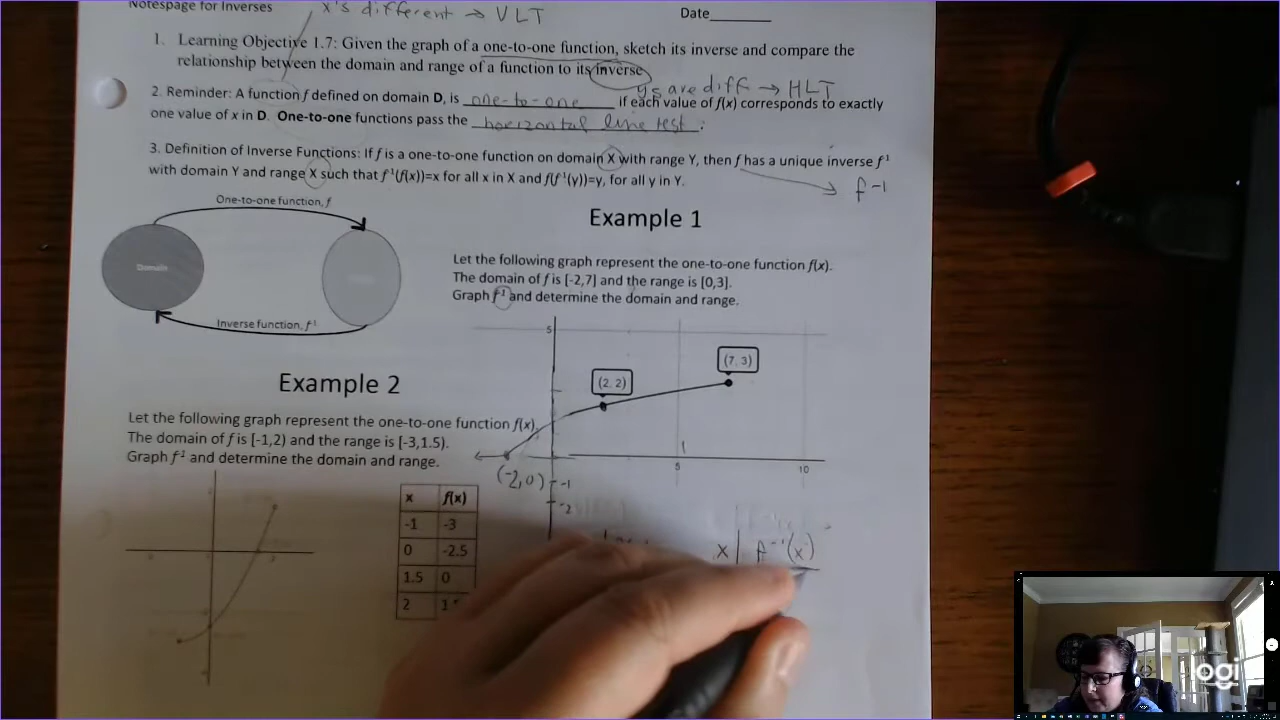 Notespage for Inverses
x's different → VLT
Date______
1. Learning Objective 1.7: Given the graph of a one-to-one function, sketch its inverse and compare the
relationship between the domain and range of a function to its inverse
ys are diff → HLT
2. Reminder: A function f defined on domain D, is one-to-one if each value of f(x) corresponds to exactly
one value of x in D. One-to-one functions pass the horizontal line test.
3. Definition of Inverse Functions: If f is a one-to-one function on domain X with range Y, then f has a unique inverse f⁻¹
with domain Y and range X such that f⁻¹(f(x))=x for all x in X and f(f⁻¹(y))=y, for all y in Y.
f⁻¹
One-to-one function, f
Domain
Inverse function, f⁻¹
Example 1
Let the following graph represent the one-to-one function f(x).
The domain of f is [-2,7] and the range is [0,3].
Graph f⁻¹ and determine the domain and range.
5
(7, 3)
(2, 2)
5
10
(-2,0)
-1
-2
x | f⁻¹(x)
Example 2
Let the following graph represent the one-to-one function f(x).
The domain of f is [-1,2) and the range is [-3,1.5).
Graph f⁻¹ and determine the domain and range.
x f(x)
-1 -3
0 -2.5
1.5 0
2
ogi